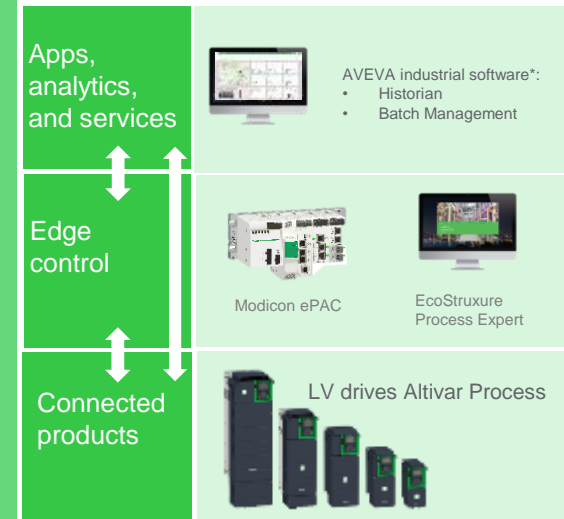 Apps,
analytics,
and services
AVEVA industrial software*:
• Historian
• Batch Management
Edge
control
Modicon ePAC
EcoStruxure
Process Expert
Connected
products
LV drives Altivar Process